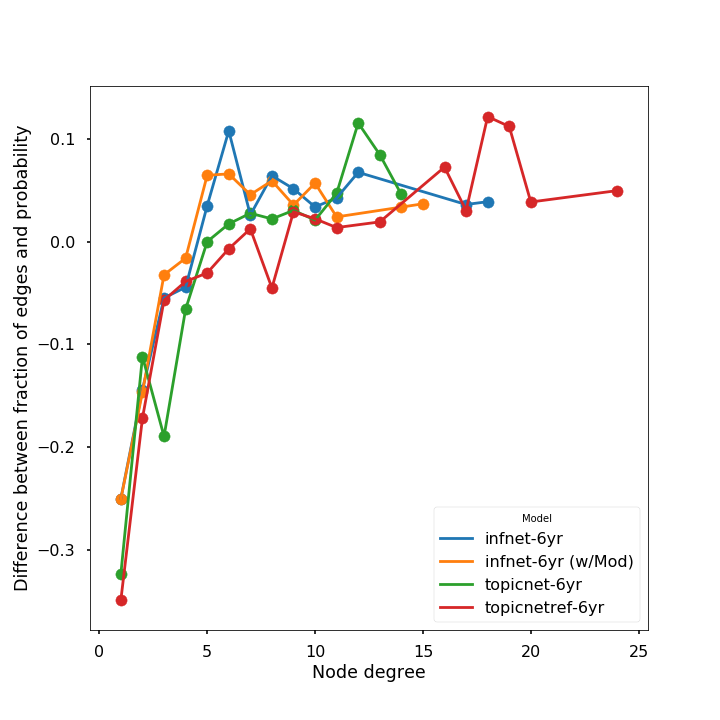 Difference between fraction of edges and probability
0.1
0.0
−0.1
−0.2
−0.3
Model
infnet-6yr
infnet-6yr (w/Mod)
topicnet-6yr
topicnetref-6yr
0 5 10 15 20 25
Node degree